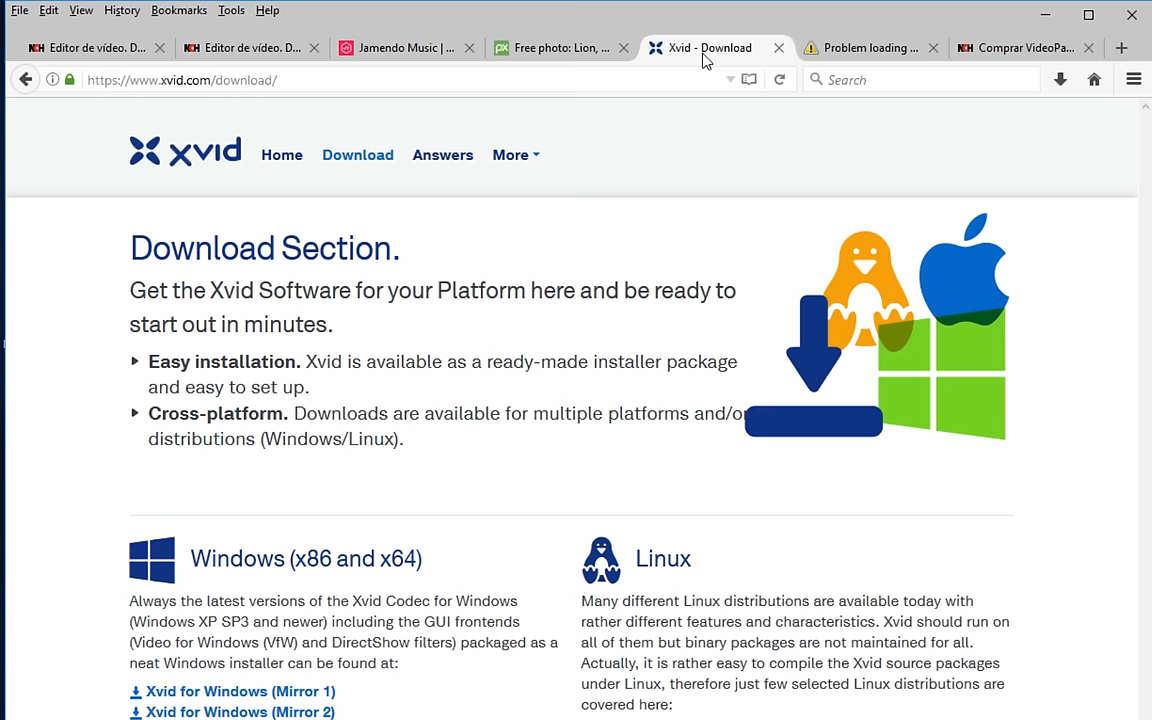 File Edit View History Bookmarks Tools Help
NCH Editor de vídeo. D...
NCH Editor de vídeo. D...
Jamendo Music | ...
px Free photo: Lion, ...
Xvid - Download
Problem loading ...
NCH Comprar VideoPa...
https://www.xvid.com/download/
Search
xvid
Home Download Answers More
Download Section.
Get the Xvid Software for your Platform here and be ready to
start out in minutes.
Easy installation. Xvid is available as a ready-made installer package
and easy to set up.
Cross-platform. Downloads are available for multiple platforms and/or
distributions (Windows/Linux).
Windows (x86 and x64)
Always the latest versions of the Xvid Codec for Windows
(Windows XP SP3 and newer) including the GUI frontends
(Video for Windows (VfW) and DirectShow filters) packaged as a
neat Windows installer can be found at:
Xvid for Windows (Mirror 1)
Xvid for Windows (Mirror 2)
Linux
Many different Linux distributions are available today with
rather different features and characteristics. Xvid should run on
all of them but binary packages are not maintained for all.
Actually, it is rather easy to compile the Xvid source packages
under Linux, therefore just few selected Linux distributions are
covered here: